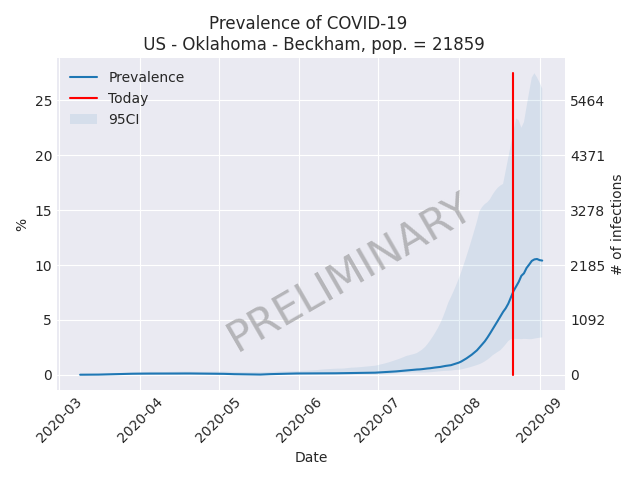 Prevalence of COVID-19
US - Oklahoma - Beckham, pop. = 21859
Prevalence
Today
95CI
%
25
20
15
10
5
0
5464
4371
3278
2185
1092
0
# of infections
PRELIMINARY
2020-03
2020-04
2020-05
2020-06
2020-07
2020-08
2020-09
Date